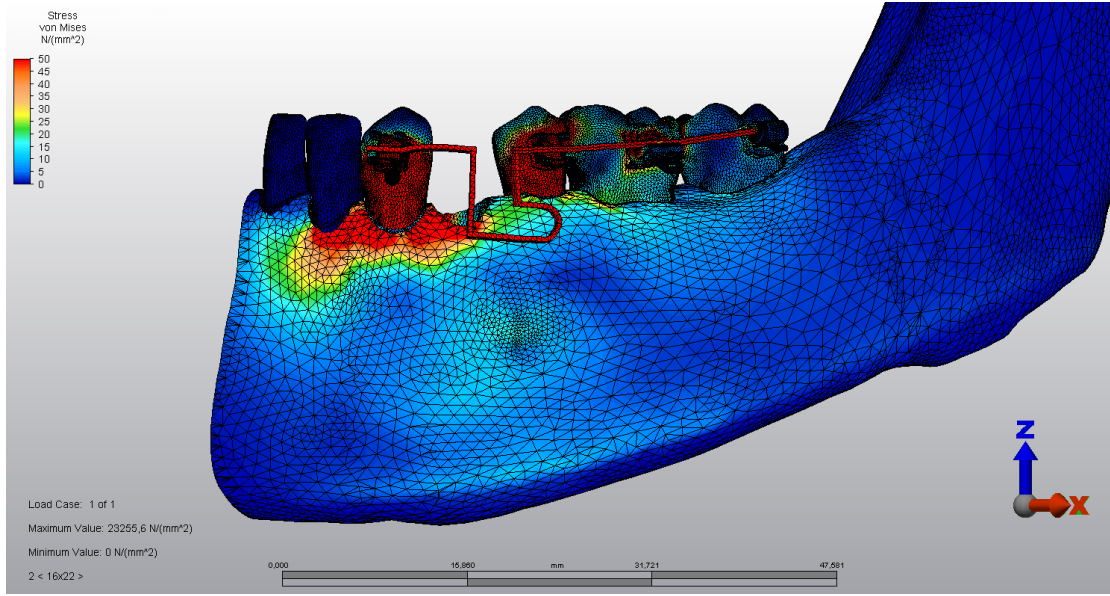 Stress
von Mises
N/(mm^2)
50
45
40
35
30
25
20
15
10
5
0
Load Case: 1 of 1
Maximum Value: 23255,6 N/(mm^2)
Minimum Value: 0 N/(mm^2)
2 < 16x22 >
0,000 15,860 mm 31,721 47,581
Z
X